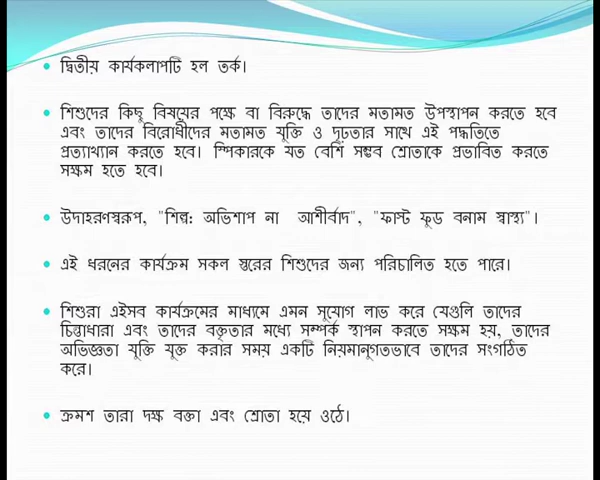 দ্বিতীয় কার্যকলাপটি হল তর্ক।
শিশুদের কিছু বিষয়ের পক্ষে বা বিরুদ্ধে তাদের মতামত উপস্থাপন করতে হবে
এবং তাদের বিরোধীদের মতামত যুক্তি ও দৃঢ়তার সাথে এই পদ্ধতিতে
প্রত্যাখ্যান করতে হবে। স্পিকারকে যত বেশি সম্ভব শ্রোতাকে প্রভাবিত করতে
সক্ষম হতে হবে।
উদাহরণস্বরূপ, "শিল্প: অভিশাপ না আশীর্বাদ", "ফাস্ট ফুড বনাম স্বাস্থ্য"।
এই ধরনের কার্যক্রম সকল স্তরের শিশুদের জন্য পরিচালিত হতে পারে।
শিশুরা এইসব কার্যক্রমের মাধ্যমে এমন সুযোগ লাভ করে যেগুলি তাদের
চিন্তাধারা এবং তাদের বক্তৃতার মধ্যে সম্পর্ক স্থাপন করতে সক্ষম হয়, তাদের
অভিজ্ঞতা যুক্তি যুক্ত করার সময় একটি নিয়মানুগতভাবে তাদের সংগঠিত
করে।
ক্রমশ তারা দক্ষ বক্তা এবং শ্রোতা হয়ে ওঠে।